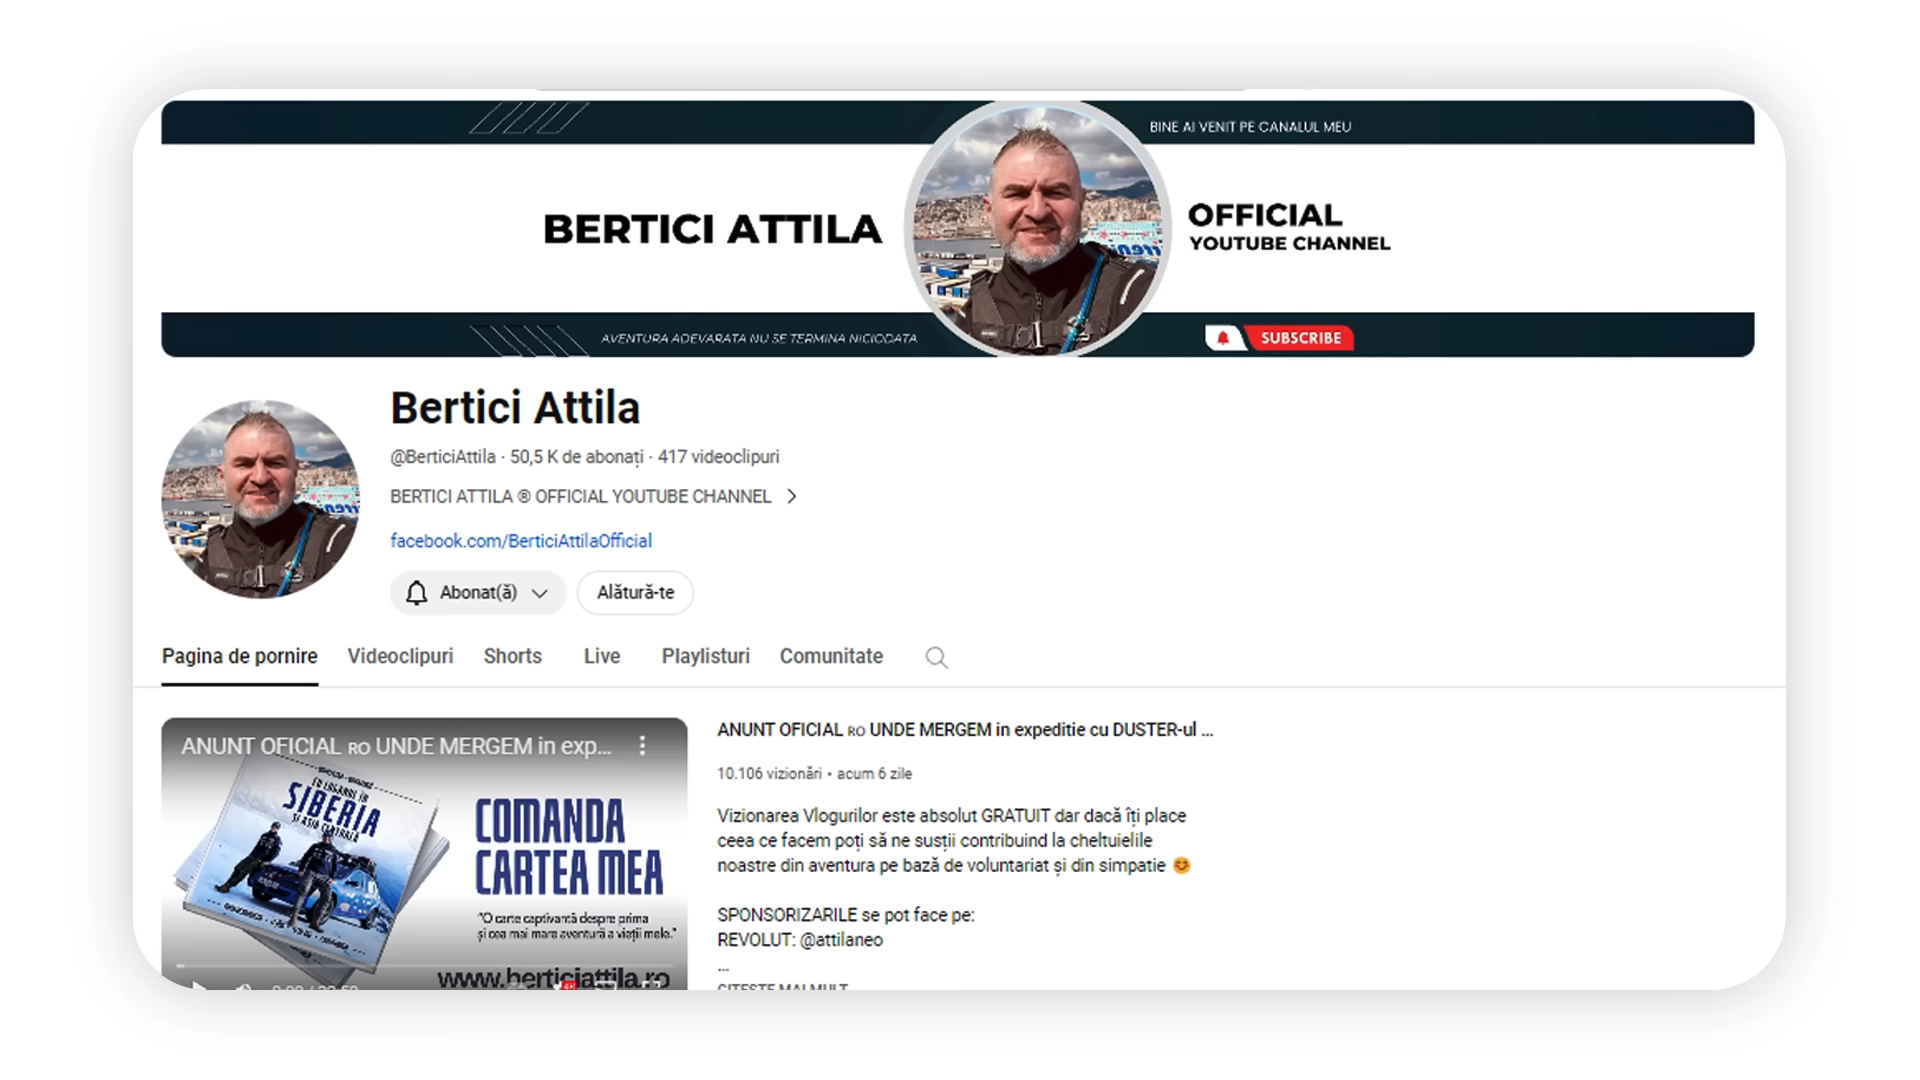 BINE AI VENIT PE CANALUL MEU
BERTICI ATTILA
OFFICIAL
YOUTUBE CHANNEL
AVENTURA ADEVARATA NU SE TERMINA NICIODATA
SUBSCRIBE
Bertici Attila
@BerticiAttila · 50,5 K de abonați · 417 videoclipuri
BERTICI ATTILA ® OFFICIAL YOUTUBE CHANNEL
facebook.com/BerticiAttilaOfficial
Abonat(ă)
Alătură-te
Pagina de pornire Videoclipuri Shorts Live Playlisturi Comunitate
ANUNT OFICIAL RO UNDE MERGEM in exp...
SIBERIA
COMANDA
CARTEA MEA
"O carte captivantă despre prima
și cea mai mare aventură a vieții mele."
www.berticiattila.ro
ANUNT OFICIAL RO UNDE MERGEM in expeditie cu DUSTER-ul ...
10.106 vizionări • acum 6 zile
Vizionarea Vlogurilor este absolut GRATUIT dar dacă îți place
ceea ce facem poți să ne susții contribuind la cheltuielile
noastre din aventura pe bază de voluntariat și din simpatie 😊
SPONSORIZARILE se pot face pe:
REVOLUT: @attilaneo
...
CITEȘTE MAI MULT